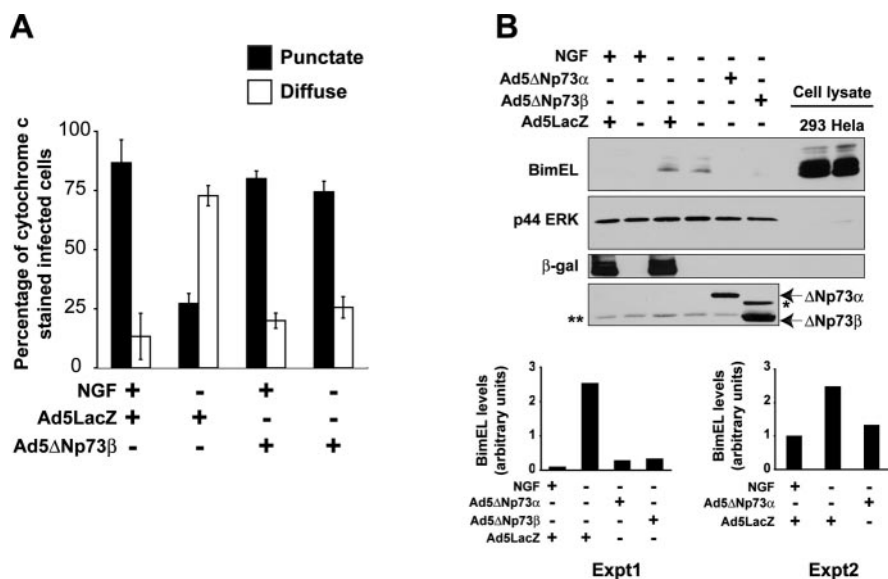 A
Punctate
Diffuse
Percentage of cytochrome c
stained infected cells
100
75
50
25
0
NGF + - + -
Ad5LacZ + + - -
Ad5ΔNp73β - - + +
B
NGF + + - - - -
Ad5ΔNp73α - - - - + -
Ad5ΔNp73β - - - - - +
Ad5LacZ + - + - - -
Cell lysate
293 Hela
BimEL
p44 ERK
β-gal
ΔNp73α
*
** ΔNp73β
BimEL levels
(arbitrary units)
3
2
1
0
NGF + - - -
Ad5ΔNp73α - - + -
Ad5ΔNp73β - - - +
Ad5LacZ + + - -
Expt1
BimEL levels
(arbitrary units)
3
2
1
0
NGF + - -
Ad5ΔNp73α - - +
Ad5LacZ + + -
Expt2